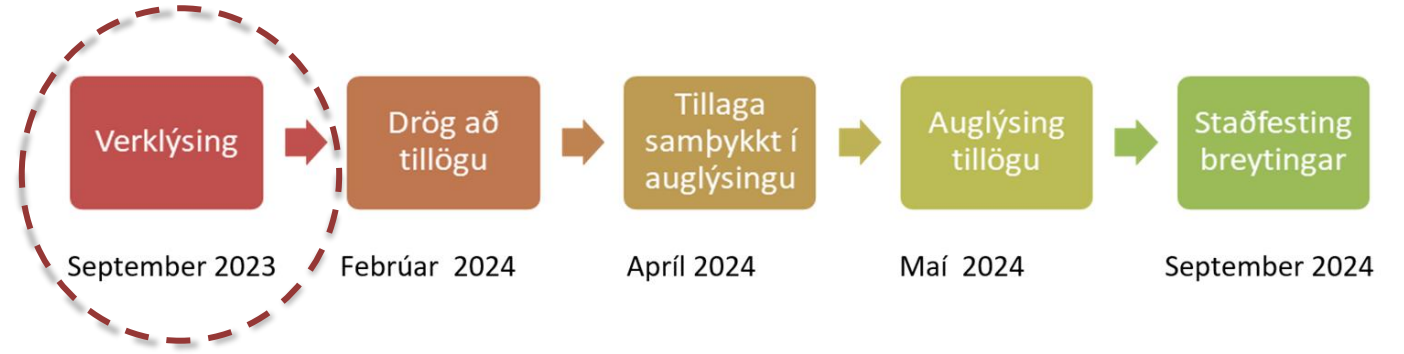 Verklýsing
Drög að
tillögu
Tillaga
samþykkt í
auglýsingu
Auglýsing
tillögu
Staðfesting
breytingar
September 2023
Febrúar 2024
Apríl 2024
Maí 2024
September 2024